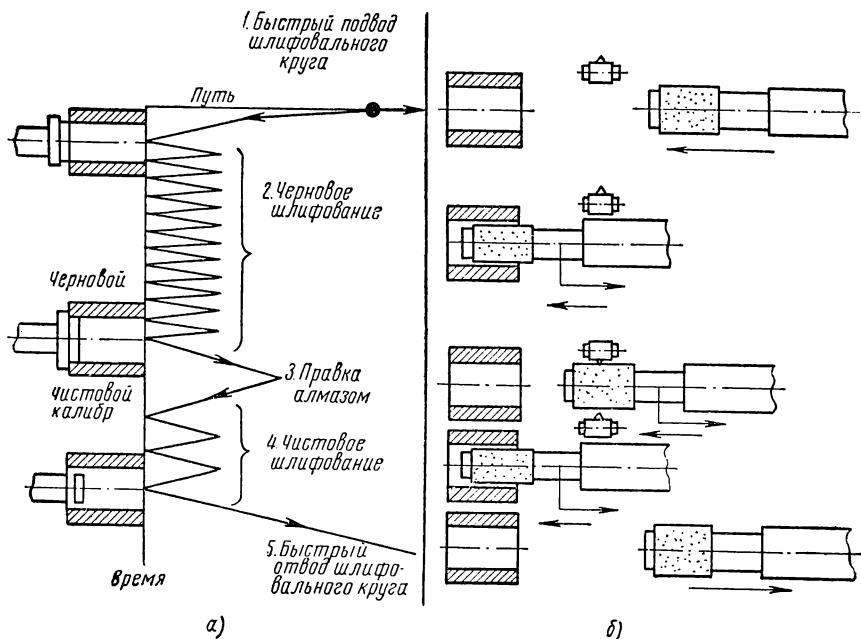 1. Быстрый подвод
шлифовального
круга
Путь
2. Черновое
шлифование
Черновой
3. Правка
алмазом
Чистовой
калибр
4. Чистовое
шлифование
5. Быстрый
отвод шлифо-
вального круга
Время
а)
б)